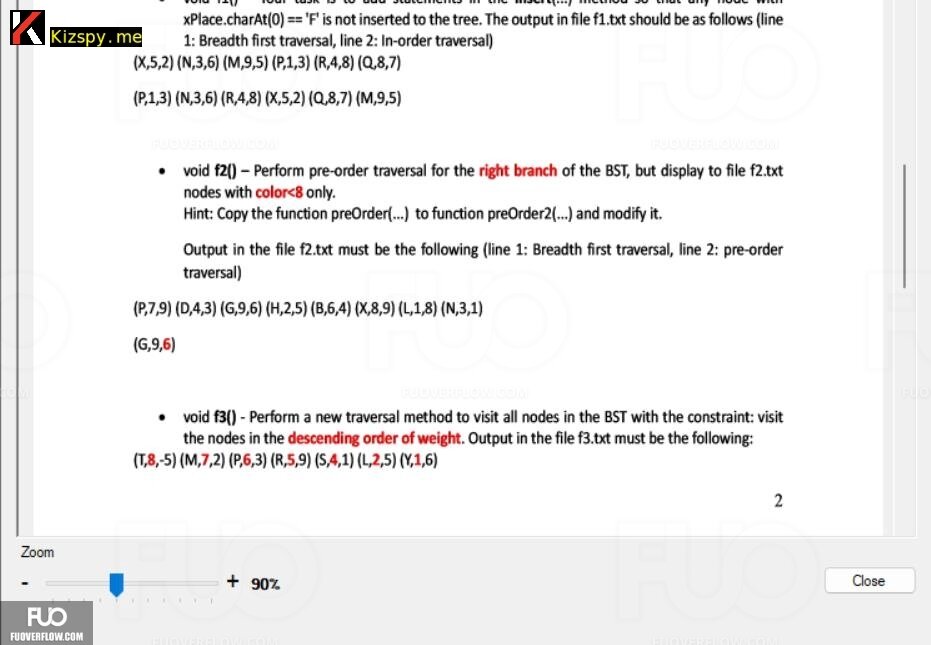 Kizspy.me
void f1() – Your task is to add statements in the insert(...) method so that any node with
xPlace.charAt(0) == 'F' is not inserted to the tree. The output in file f1.txt should be as follows (line
1: Breadth first traversal, line 2: In-order traversal)
(X,5,2) (N,3,6) (M,9,5) (P,1,3) (R,4,8) (Q,8,7)
(P,1,3) (N,3,6) (R,4,8) (X,5,2) (Q,8,7) (M,9,5)
FUOVERFLOW.COM FUOVERFLOW.COM
• void f2() – Perform pre-order traversal for the right branch of the BST, but display to file f2.txt
nodes with color<8 only.
Hint: Copy the function preOrder(...) to function preOrder2(...) and modify it.
Output in the file f2.txt must be the following (line 1: Breadth first traversal, line 2: pre-order
traversal)
(P,7,9) (D,4,3) (G,9,6) (H,2,5) (B,6,4) (X,8,9) (L,1,8) (N,3,1)
(G,9,6)
FUOVERFLOW.COM
• void f3() - Perform a new traversal method to visit all nodes in the BST with the constraint: visit
the nodes in the descending order of weight. Output in the file f3.txt must be the following:
(T,8,-5) (M,7,2) (P,6,3) (R,5,9) (S,4,1) (L,2,5) (Y,1,6)
2
Zoom
- + 90%
Close
FUO
FUOVERFLOW.COM
FUOVERFLOW.COM FUOVERFLOW.COM